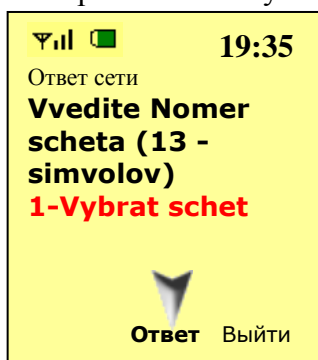 19:35
Ответ сети
Vvedite Nomer
scheta (13 -
simvolov)
1-Vybrat schet
Ответ Выйти